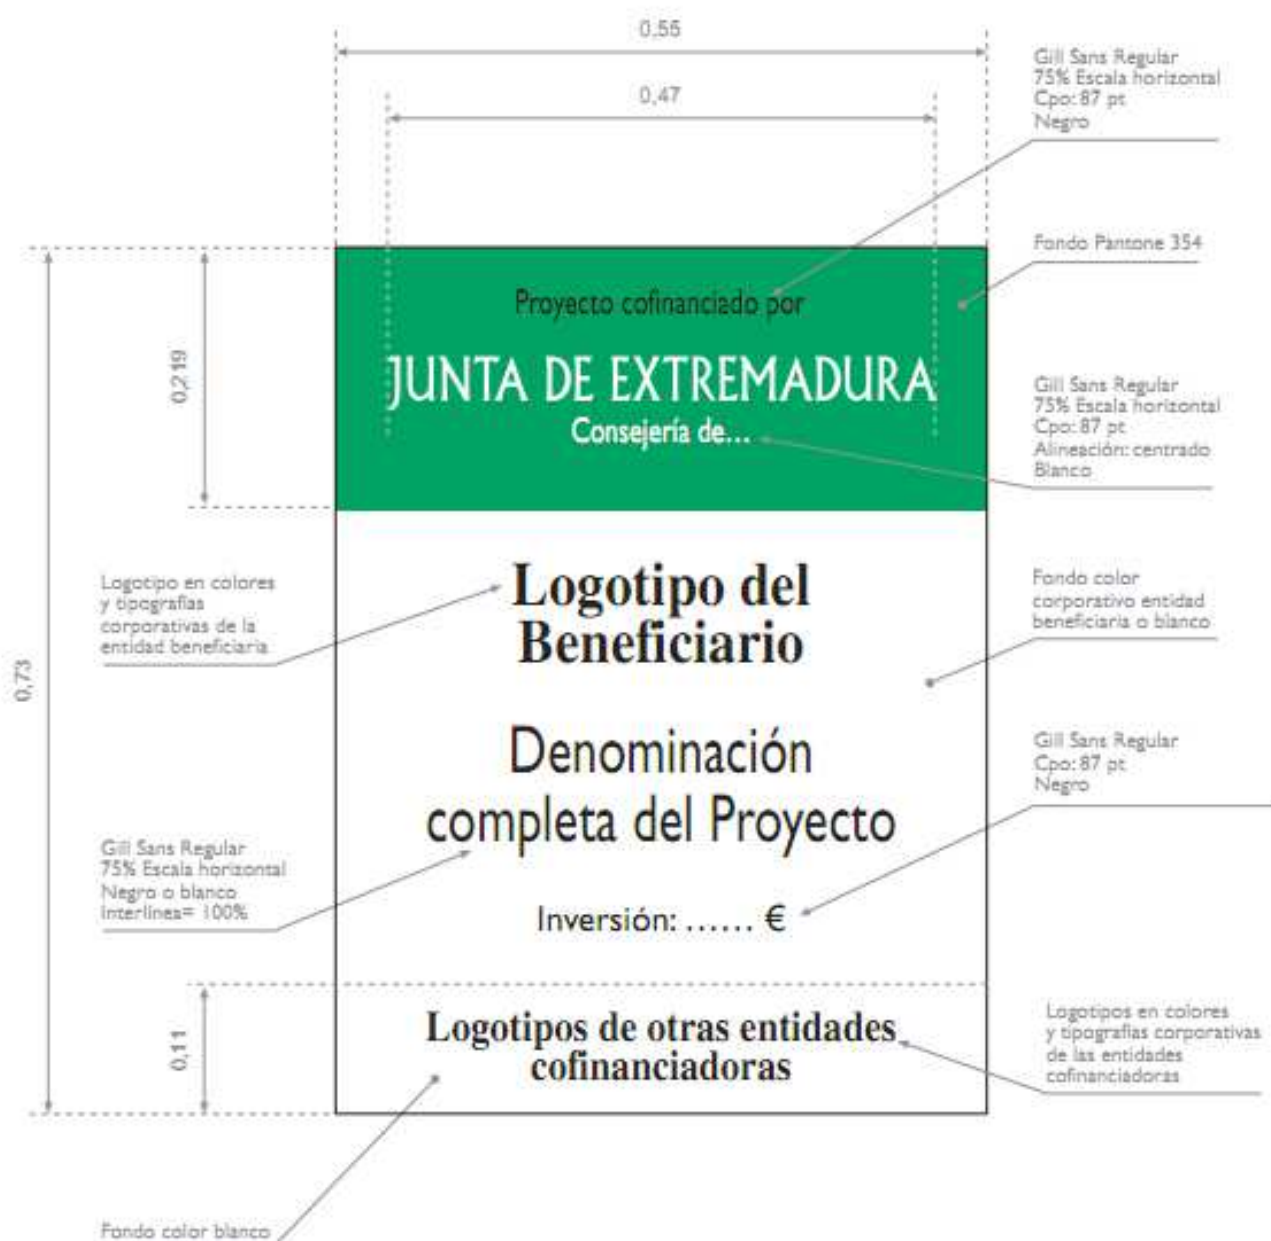 0,55
0,47
Gill Sans Regular
75% Escala horizontal
Cpo: 87 pt
Negro
Fondo Pantone 354
Proyecto cofinanciado por
JUNTA DE EXTREMADURA
Consejería de...
0,219
Gill Sans Regular
75% Escala horizontal
Cpo: 87 pt
Alineación: centrado
Blanco
Logotipo en colores
y tipografías
corporativas de la
entidad beneficiaria
Logotipo del
Beneficiario
Fondo color
corporativo entidad
beneficiaria o blanco
0,73
Denominación
completa del Proyecto
Gill Sans Regular
Cpo: 87 pt
Negro
Gill Sans Regular
75% Escala horizontal
Negro o blanco
Interlinea= 100%
Inversión: ...... €
0,11
Logotipos de otras entidades
cofinanciadoras
Logotipos en colores
y tipografías corporativas
de las entidades
cofinanciadoras
Fondo color blanco